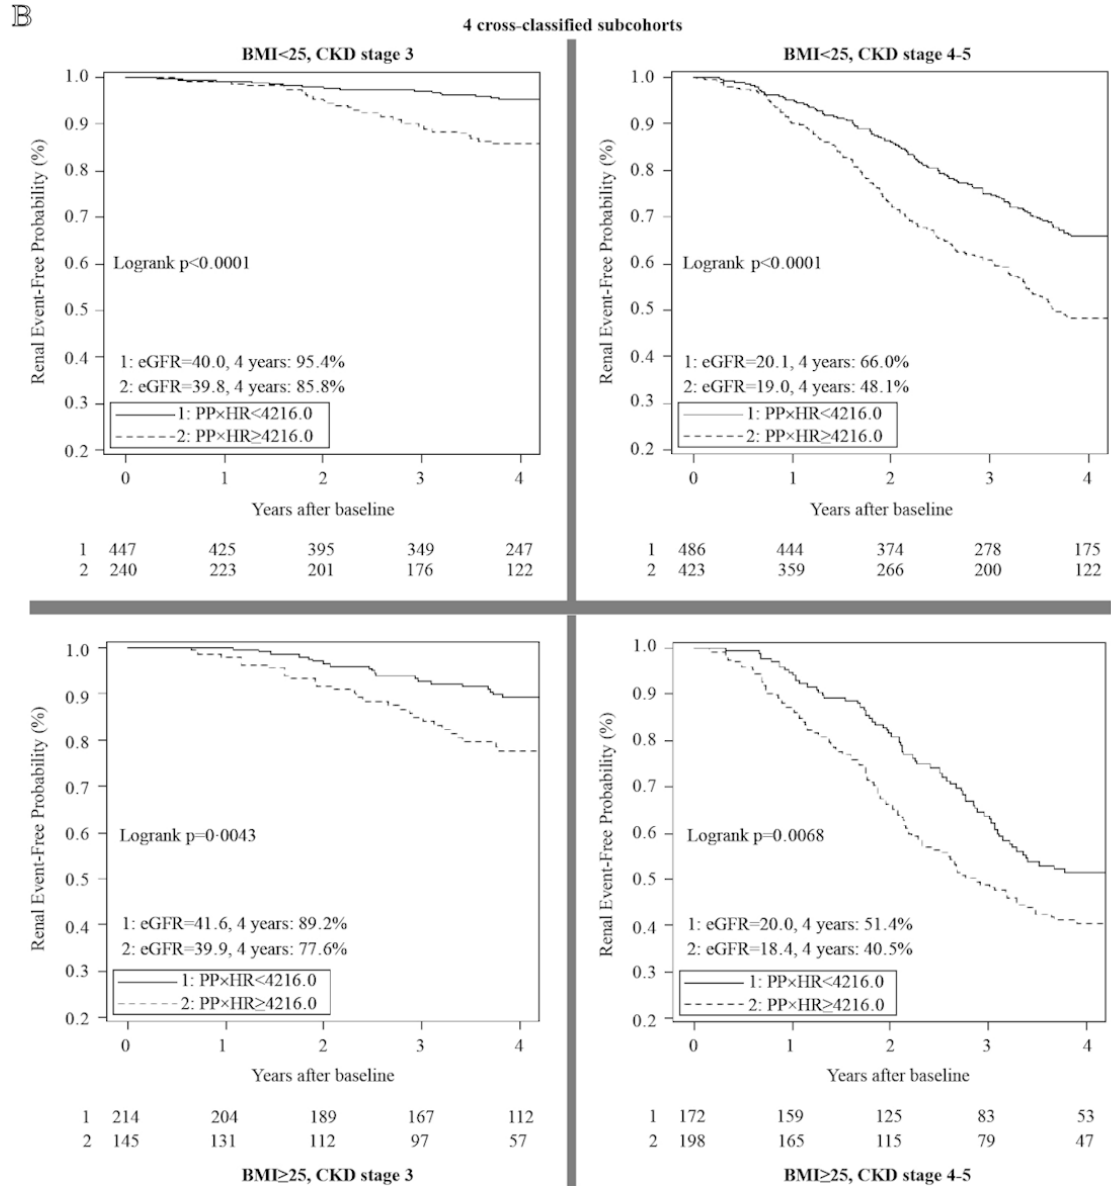 B
4 cross-classified subcohorts
BMI<25, CKD stage 3
Renal Event-Free Probability (%)
1.0
0.9
0.8
0.7
0.6
0.5
0.4
0.3
0.2
Logrank p<0.0001
1: eGFR=40.0, 4 years: 95.4%
2: eGFR=39.8, 4 years: 85.8%
1: PP×HR<4216.0
2: PP×HR≥4216.0
0 1 2 3 4
Years after baseline
1 447 425 395 349 247
2 240 223 201 176 122
BMI<25, CKD stage 4-5
Renal Event-Free Probability (%)
1.0
0.9
0.8
0.7
0.6
0.5
0.4
0.3
0.2
Logrank p<0.0001
1: eGFR=20.1, 4 years: 66.0%
2: eGFR=19.0, 4 years: 48.1%
1: PP×HR<4216.0
2: PP×HR≥4216.0
0 1 2 3 4
Years after baseline
1 486 444 374 278 175
2 423 359 266 200 122
Renal Event-Free Probability (%)
1.0
0.9
0.8
0.7
0.6
0.5
0.4
0.3
0.2
Logrank p=0·0043
1: eGFR=41.6, 4 years: 89.2%
2: eGFR=39.9, 4 years: 77.6%
1: PP×HR<4216.0
2: PP×HR≥4216.0
0 1 2 3 4
Years after baseline
1 214 204 189 167 112
2 145 131 112 97 57
BMI≥25, CKD stage 3
Renal Event-Free Probability (%)
1.0
0.9
0.8
0.7
0.6
0.5
0.4
0.3
0.2
Logrank p=0.0068
1: eGFR=20.0, 4 years: 51.4%
2: eGFR=18.4, 4 years: 40.5%
1: PP×HR<4216.0
2: PP×HR≥4216.0
0 1 2 3 4
Years after baseline
1 172 159 125 83 53
2 198 165 115 79 47
BMI≥25, CKD stage 4-5